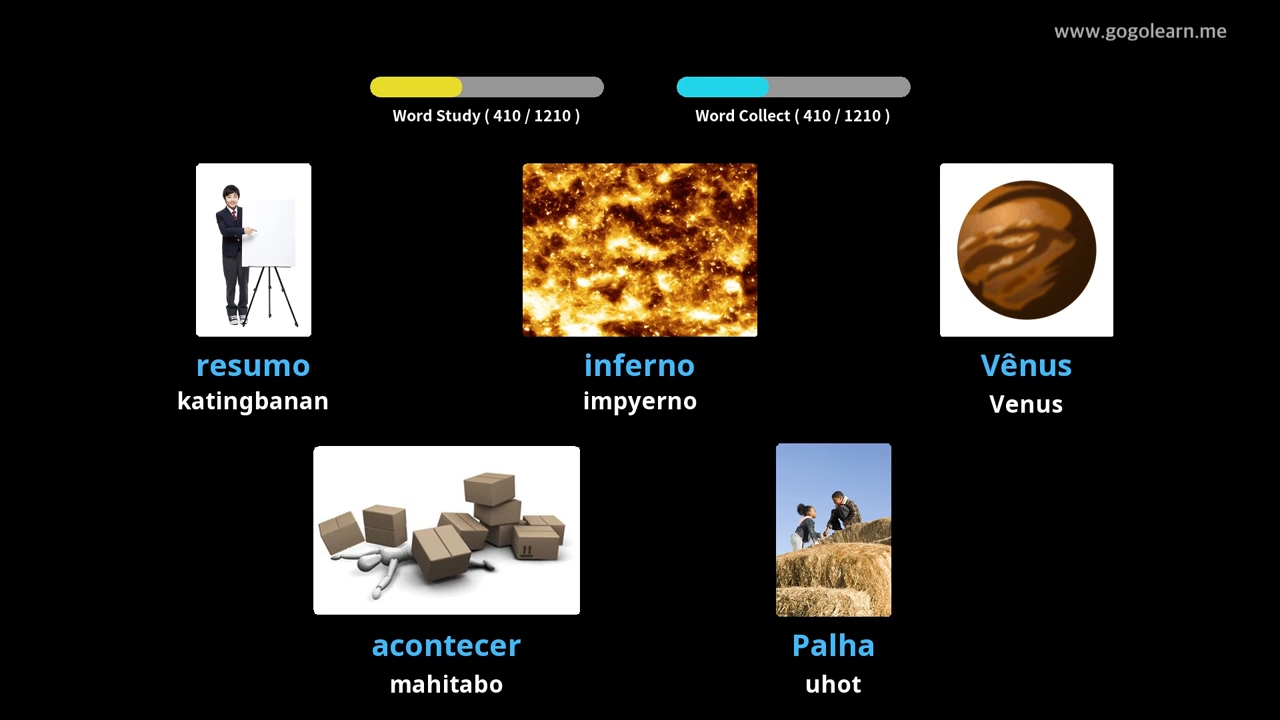 www.gogolearn.me
Word Study ( 410 / 1210 )
Word Collect ( 410 / 1210 )
resumo
katingbanan
inferno
impyerno
Vênus
Venus
acontecer
mahitabo
Palha
uhot